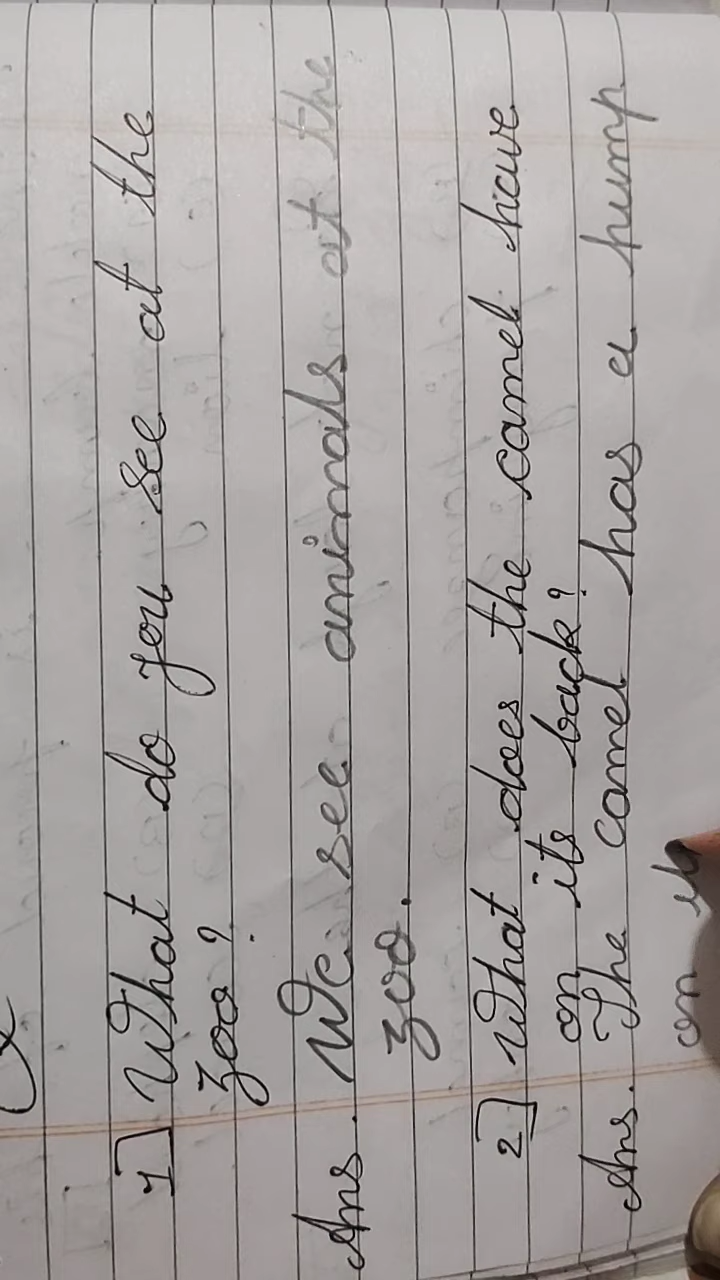 1] What do you see at the
zoo?
Ans. We see animals at the
zoo.
2] What does the camel have
on its back?
Ans. The camel has a hump
on